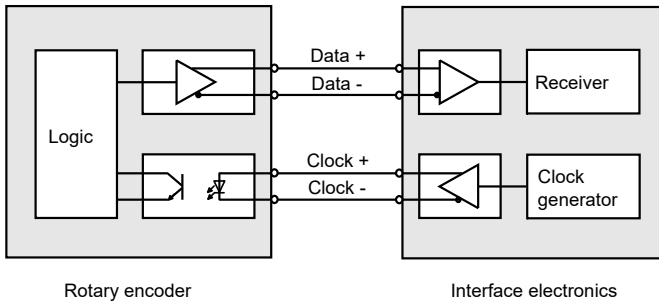 Data +
Data -
Logic
Receiver
Clock +
Clock -
Clock
generator
Rotary encoder
Interface electronics